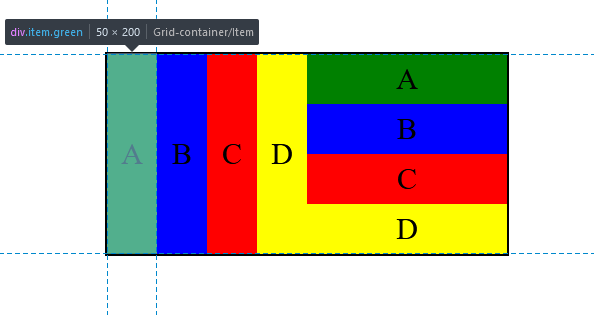 div.item.green 50 × 200 Grid-container/Item
A B C D
A
B
C
D